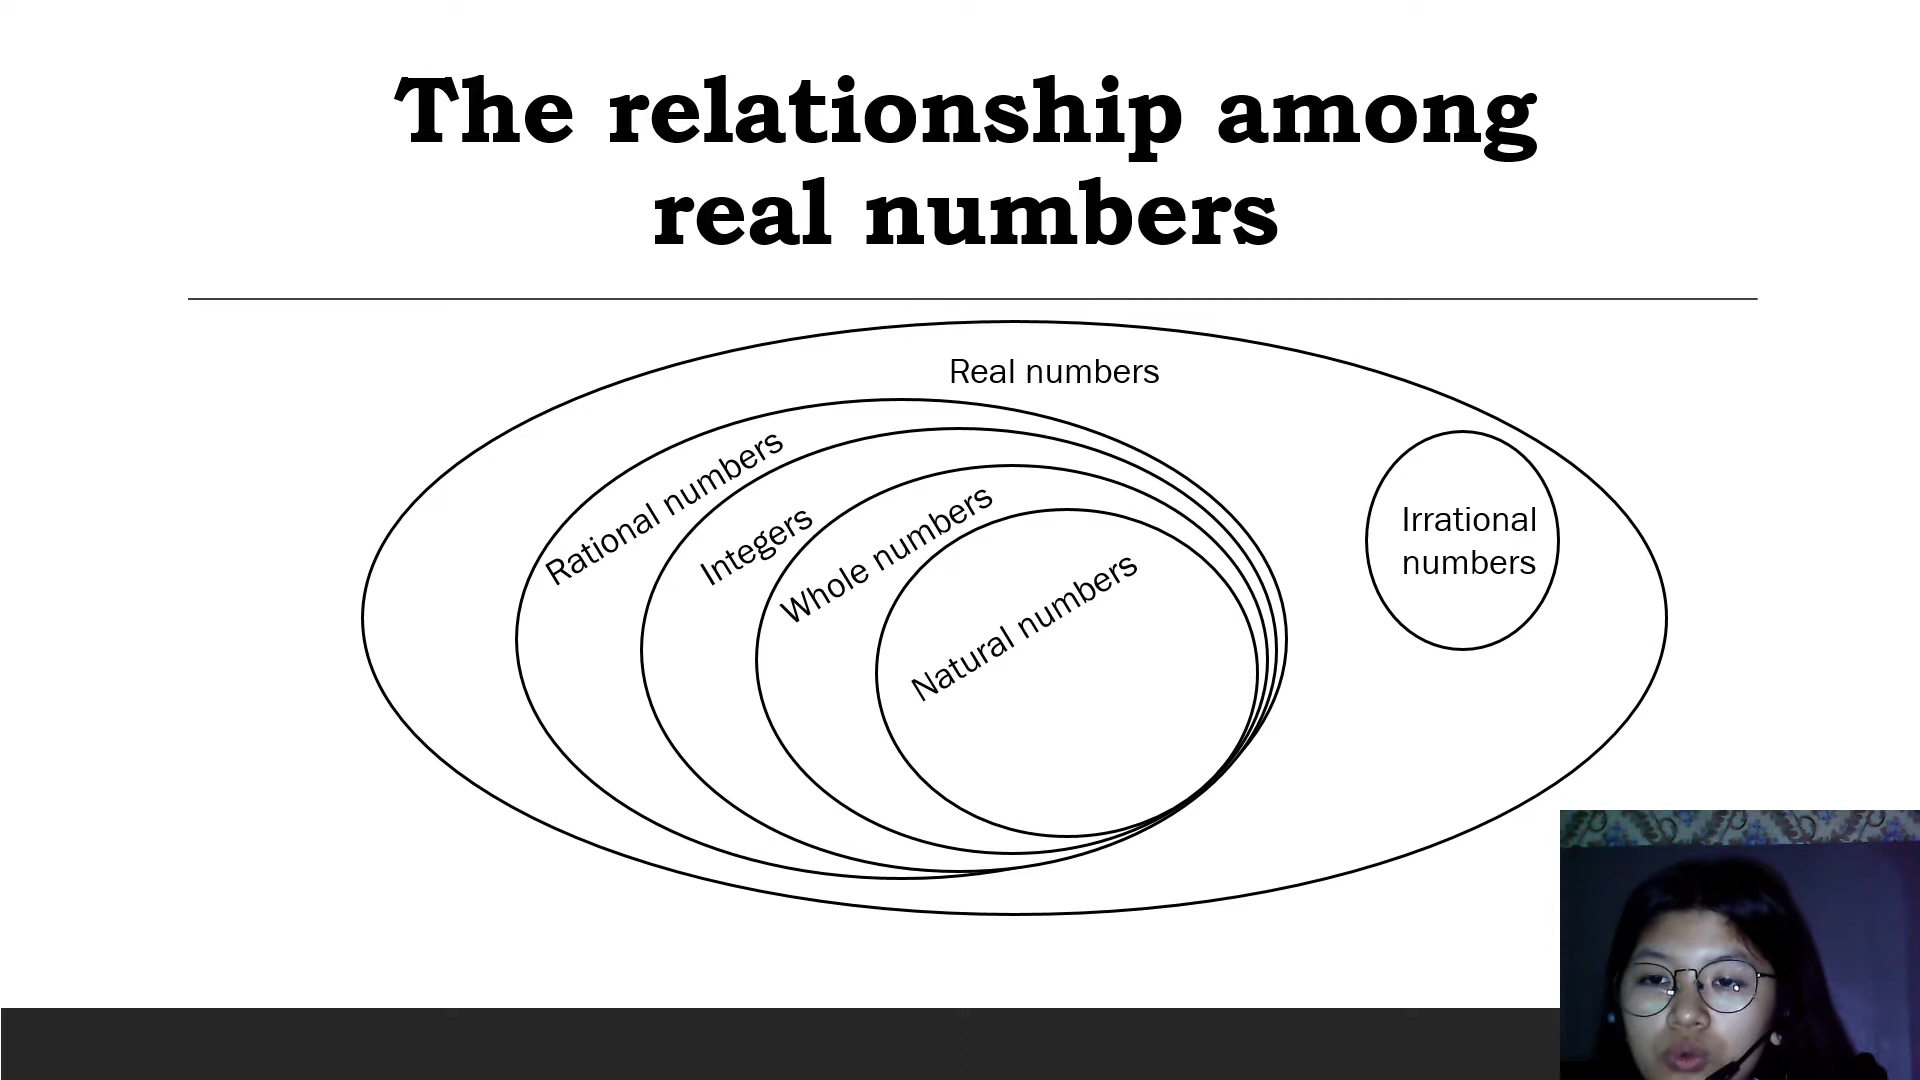 The relationship among
real numbers
Real numbers
Rational numbers
Integers
Whole numbers
Natural numbers
Irrational
numbers